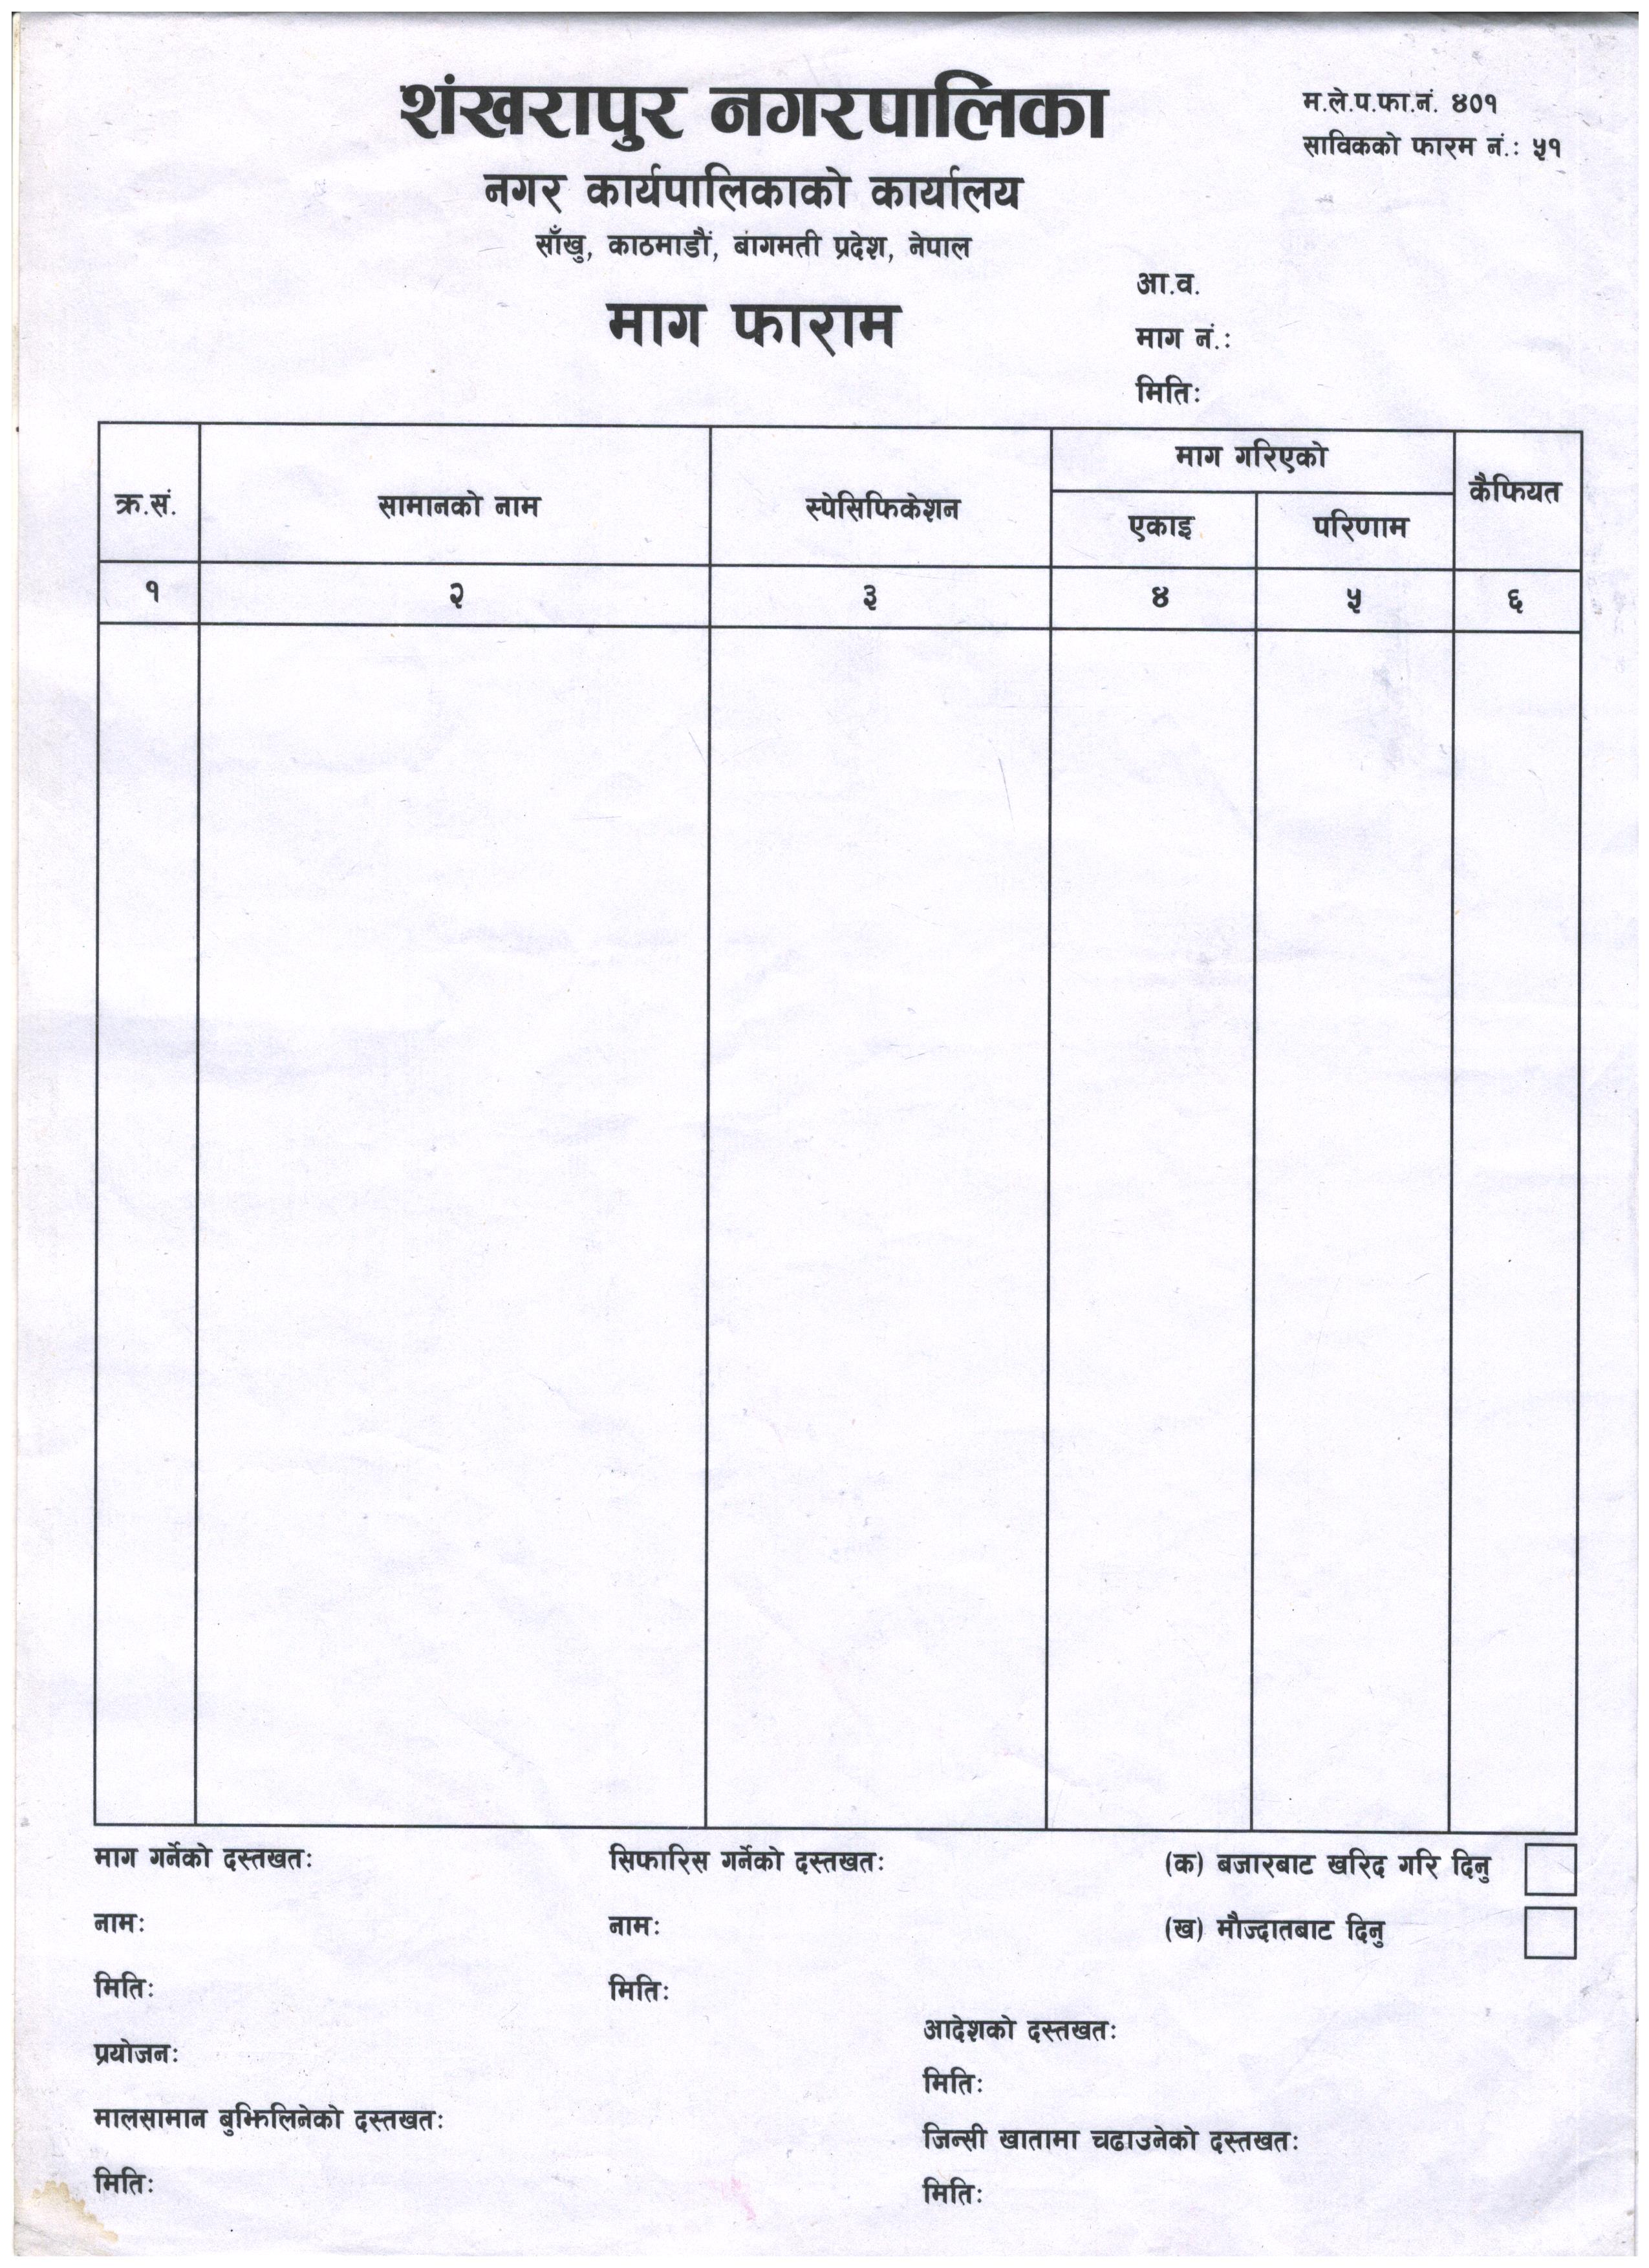 शंखरापुर नगरपालिका
म.ले.प.फा.नं. ४०१
साविकको फारम नं.: ५१
नगर कार्यपालिकाको कार्यालय
साँखु, काठमाडौं, बागमती प्रदेश, नेपाल
आ.व.
माग फाराम
माग नं.:
मिति:
क्र.सं. सामानको नाम स्पेसिफिकेशन माग गरिएको कैफियत
एकाइ परिणाम
१ २ ३ ४ ५ ६
माग गर्नेको दस्तखत: सिफारिस गर्नेको दस्तखत: (क) बजारबाट खरिद गरि दिनु
नाम: नाम: (ख) मौज्दातबाट दिनु
मिति: मिति:
आदेशको दस्तखत:
प्रयोजन:
मिति:
मालसामान बुझिलिनेको दस्तखत:
जिन्सी खातामा चढाउनेको दस्तखत:
मिति: मिति: